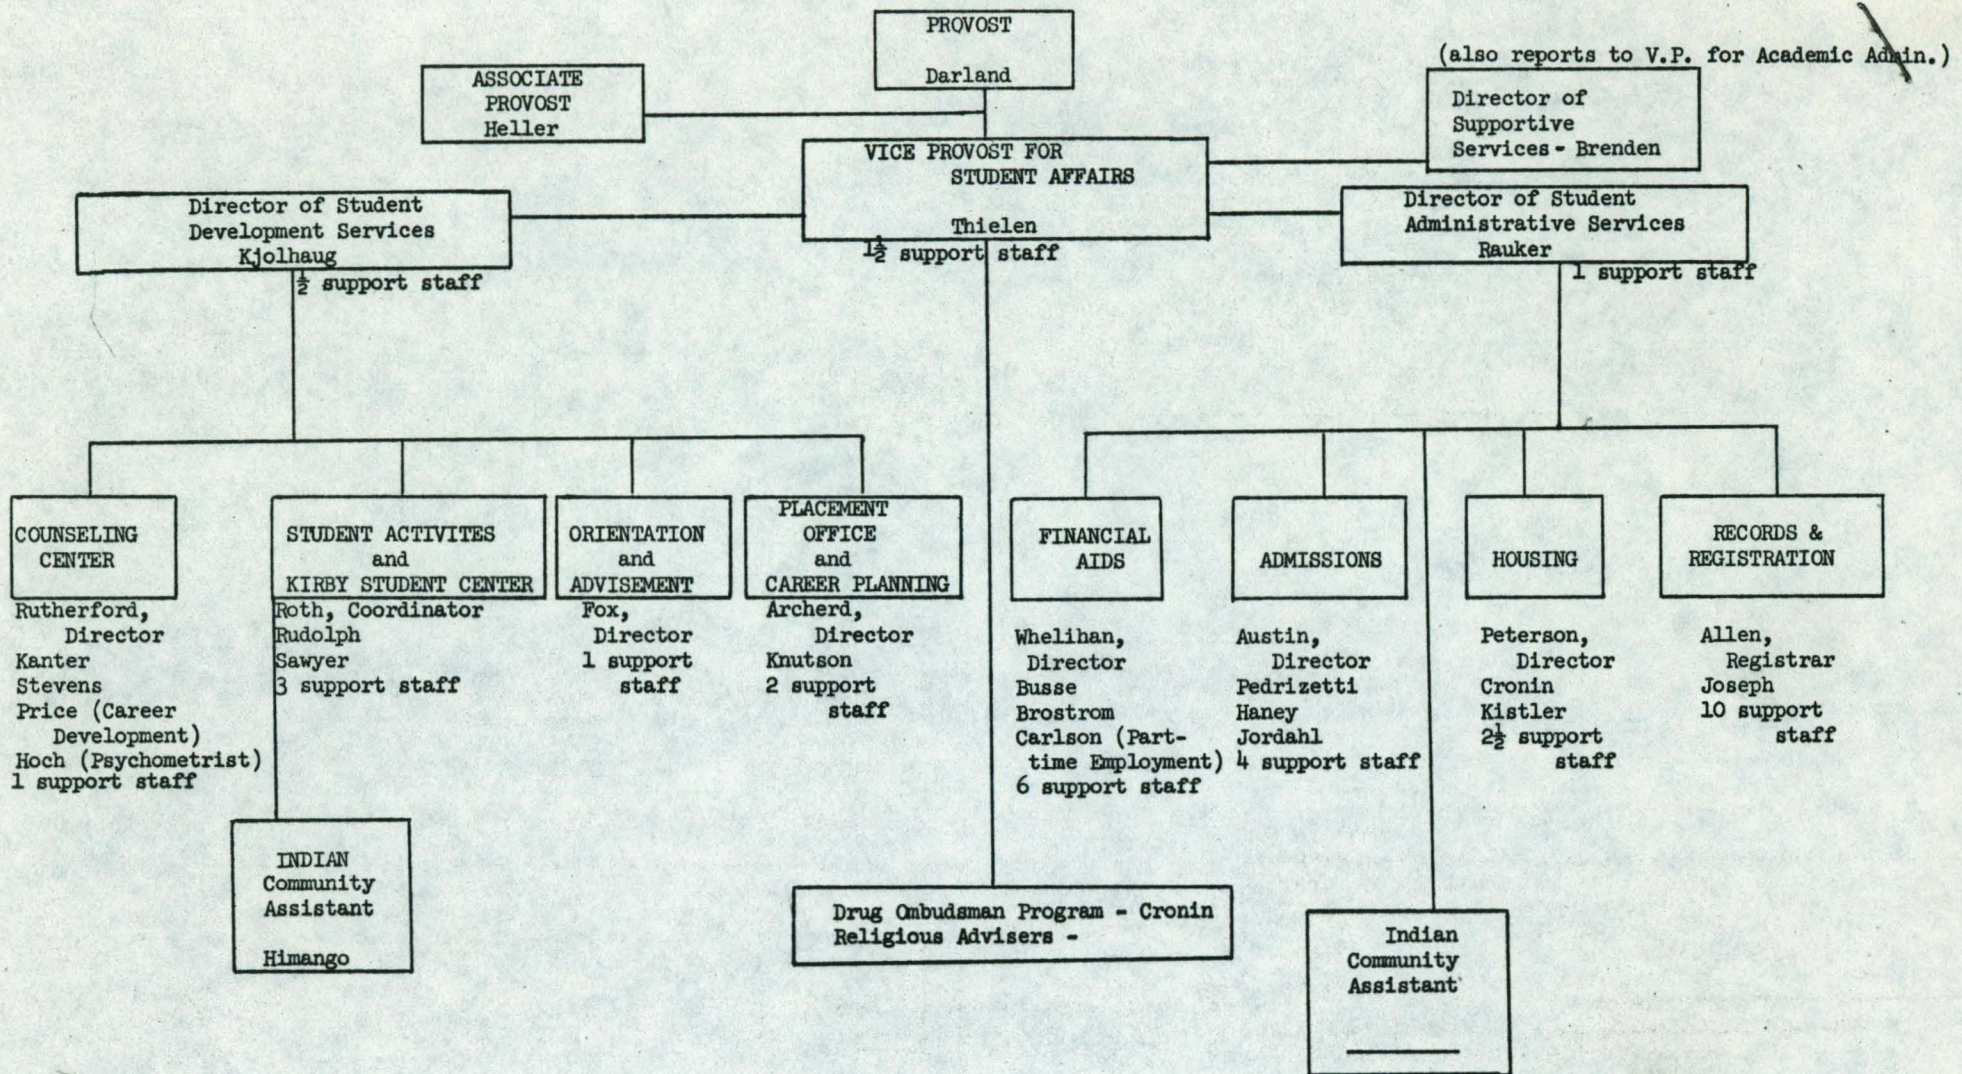 PROVOST
Darland
(also reports to V.P. for Academic Admin.)
ASSOCIATE
PROVOST
Heller
Director of
Supportive
Services - Brenden
VICE PROVOST FOR
STUDENT AFFAIRS
Thielen
1½ support staff
Director of Student
Development Services
Kjolhaug
½ support staff
Director of Student
Administrative Services
Rauker
1 support staff
COUNSELING
CENTER
Rutherford,
Director
Kanter
Stevens
Price (Career
Development)
Hoch (Psychometrist)
1 support staff
STUDENT ACTIVITES
and
KIRBY STUDENT CENTER
Roth, Coordinator
Rudolph
Sawyer
3 support staff
ORIENTATION
and
ADVISEMENT
Fox,
Director
1 support
staff
PLACEMENT
OFFICE
and
CAREER PLANNING
Archerd,
Director
Knutson
2 support
staff
FINANCIAL
AIDS
Whelihan,
Director
Busse
Brostrom
Carlson (Part-
time Employment)
6 support staff
ADMISSIONS
Austin,
Director
Pedrizetti
Haney
Jordahl
4 support staff
HOUSING
Peterson,
Director
Cronin
Kistler
2½ support
staff
RECORDS &
REGISTRATION
Allen,
Registrar
Joseph
10 support
staff
INDIAN
Community
Assistant
Himango
Drug Ombudsman Program - Cronin
Religious Advisers -
Indian
Community
Assistant